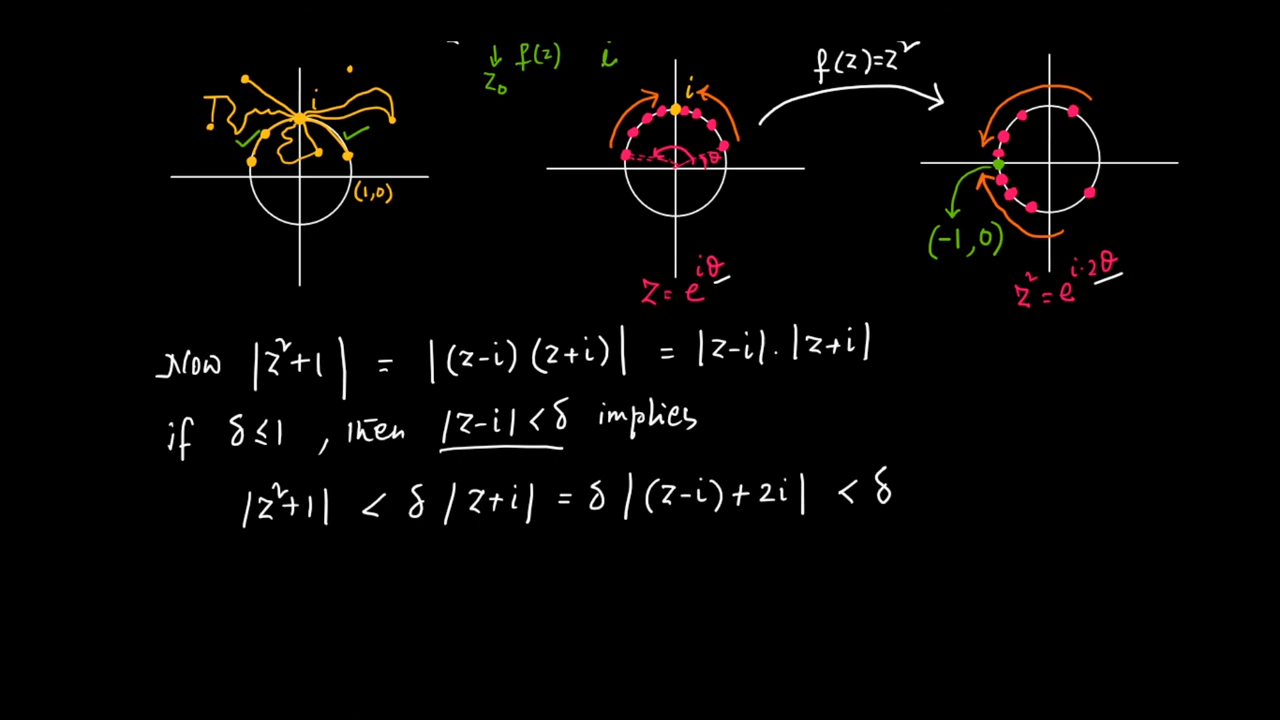 ↓ f(z) i
z₀
f(z)=z²
i
i
θ
(1,0)
(-1,0)
z = e^{iθ}
z² = e^{i·2θ}
Now |z²+1| = |(z-i)(z+i)| = |z-i|·|z+i|
if δ≤1, then |z-i|<δ implies
|z²+1| < δ|z+i| = δ|(z-i)+2i| < δ